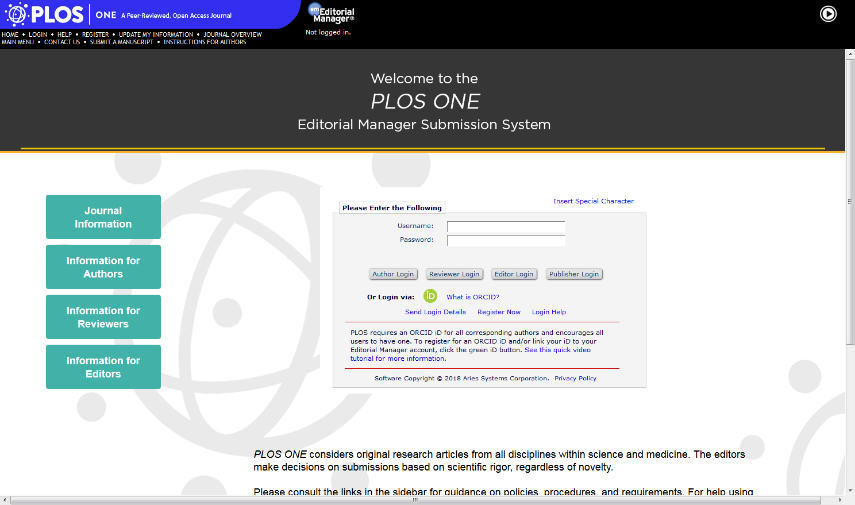 PLOS ONE A Peer-Reviewed, Open Access Journal
em Editorial
Manager®
HOME • LOGIN • HELP • REGISTER • UPDATE MY INFORMATION • JOURNAL OVERVIEW
MAIN MENU • CONTACT US • SUBMIT A MANUSCRIPT • INSTRUCTIONS FOR AUTHORS
Not logged in.
Welcome to the
PLOS ONE
Editorial Manager Submission System
Journal
Information
Information for
Authors
Information for
Reviewers
Information for
Editors
Insert Special Character
Please Enter the Following
Username:
Password:
Author Login Reviewer Login Editor Login Publisher Login
Or Login via: iD What is ORCID?
Send Login Details Register Now Login Help
PLOS requires an ORCID iD for all corresponding authors and encourages all
users to have one. To register for an ORCID iD and/or link your iD to your
Editorial Manager account, click the green iD button. See this quick video
tutorial for more information.
Software Copyright © 2018 Aries Systems Corporation. Privacy Policy
PLOS ONE considers original research articles from all disciplines within science and medicine. The editors
make decisions on submissions based on scientific rigor, regardless of novelty.
Please consult the links in the sidebar for guidance on policies, procedures, and requirements. For help using